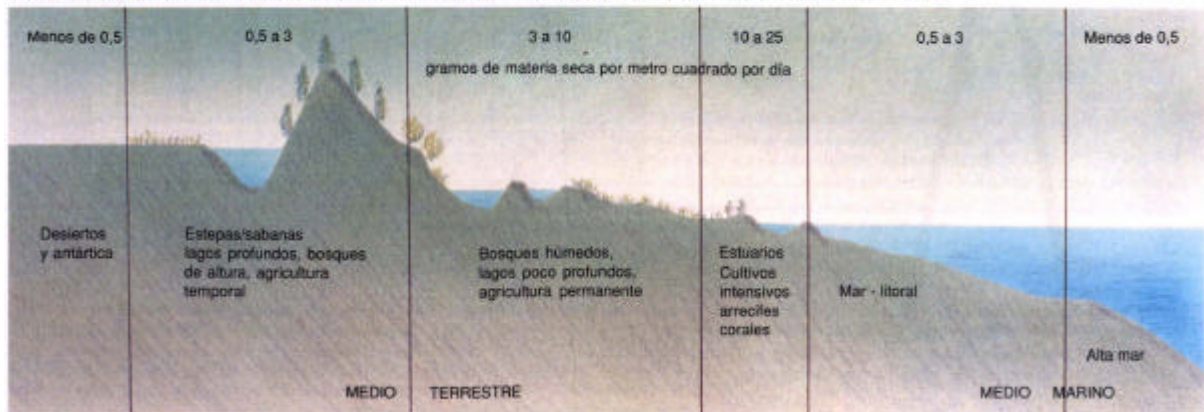 Menos de 0,5
0,5 a 3
3 a 10
10 a 25
0,5 a 3
Menos de 0,5
gramos de materia seca por metro cuadrado por día
Desiertos
y antártica
Estepas/sabanas
lagos profundos, bosques
de altura, agricultura
temporal
Bosques húmedos,
lagos poco profundos,
agricultura permanente
Estuarios
Cultivos
intensivos
arrecifes
corales
Mar - litoral
Alta mar
MEDIO TERRESTRE
MEDIO MARINO